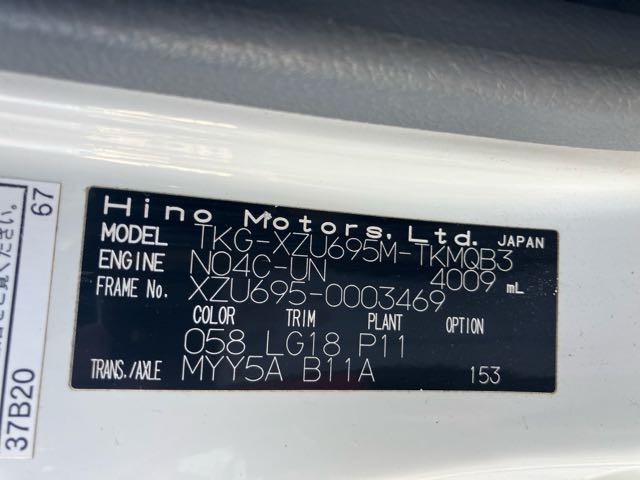 Hino Motors, Ltd. JAPAN
MODEL TKG-XZU695M-TKMQB3
ENGINE NO4C-UN 4009 mL
FRAME No. XZU695-0003469
COLOR TRIM PLANT OPTION
058 LG18 P11
TRANS./AXLE MYY5A B11A 153
67
37B20